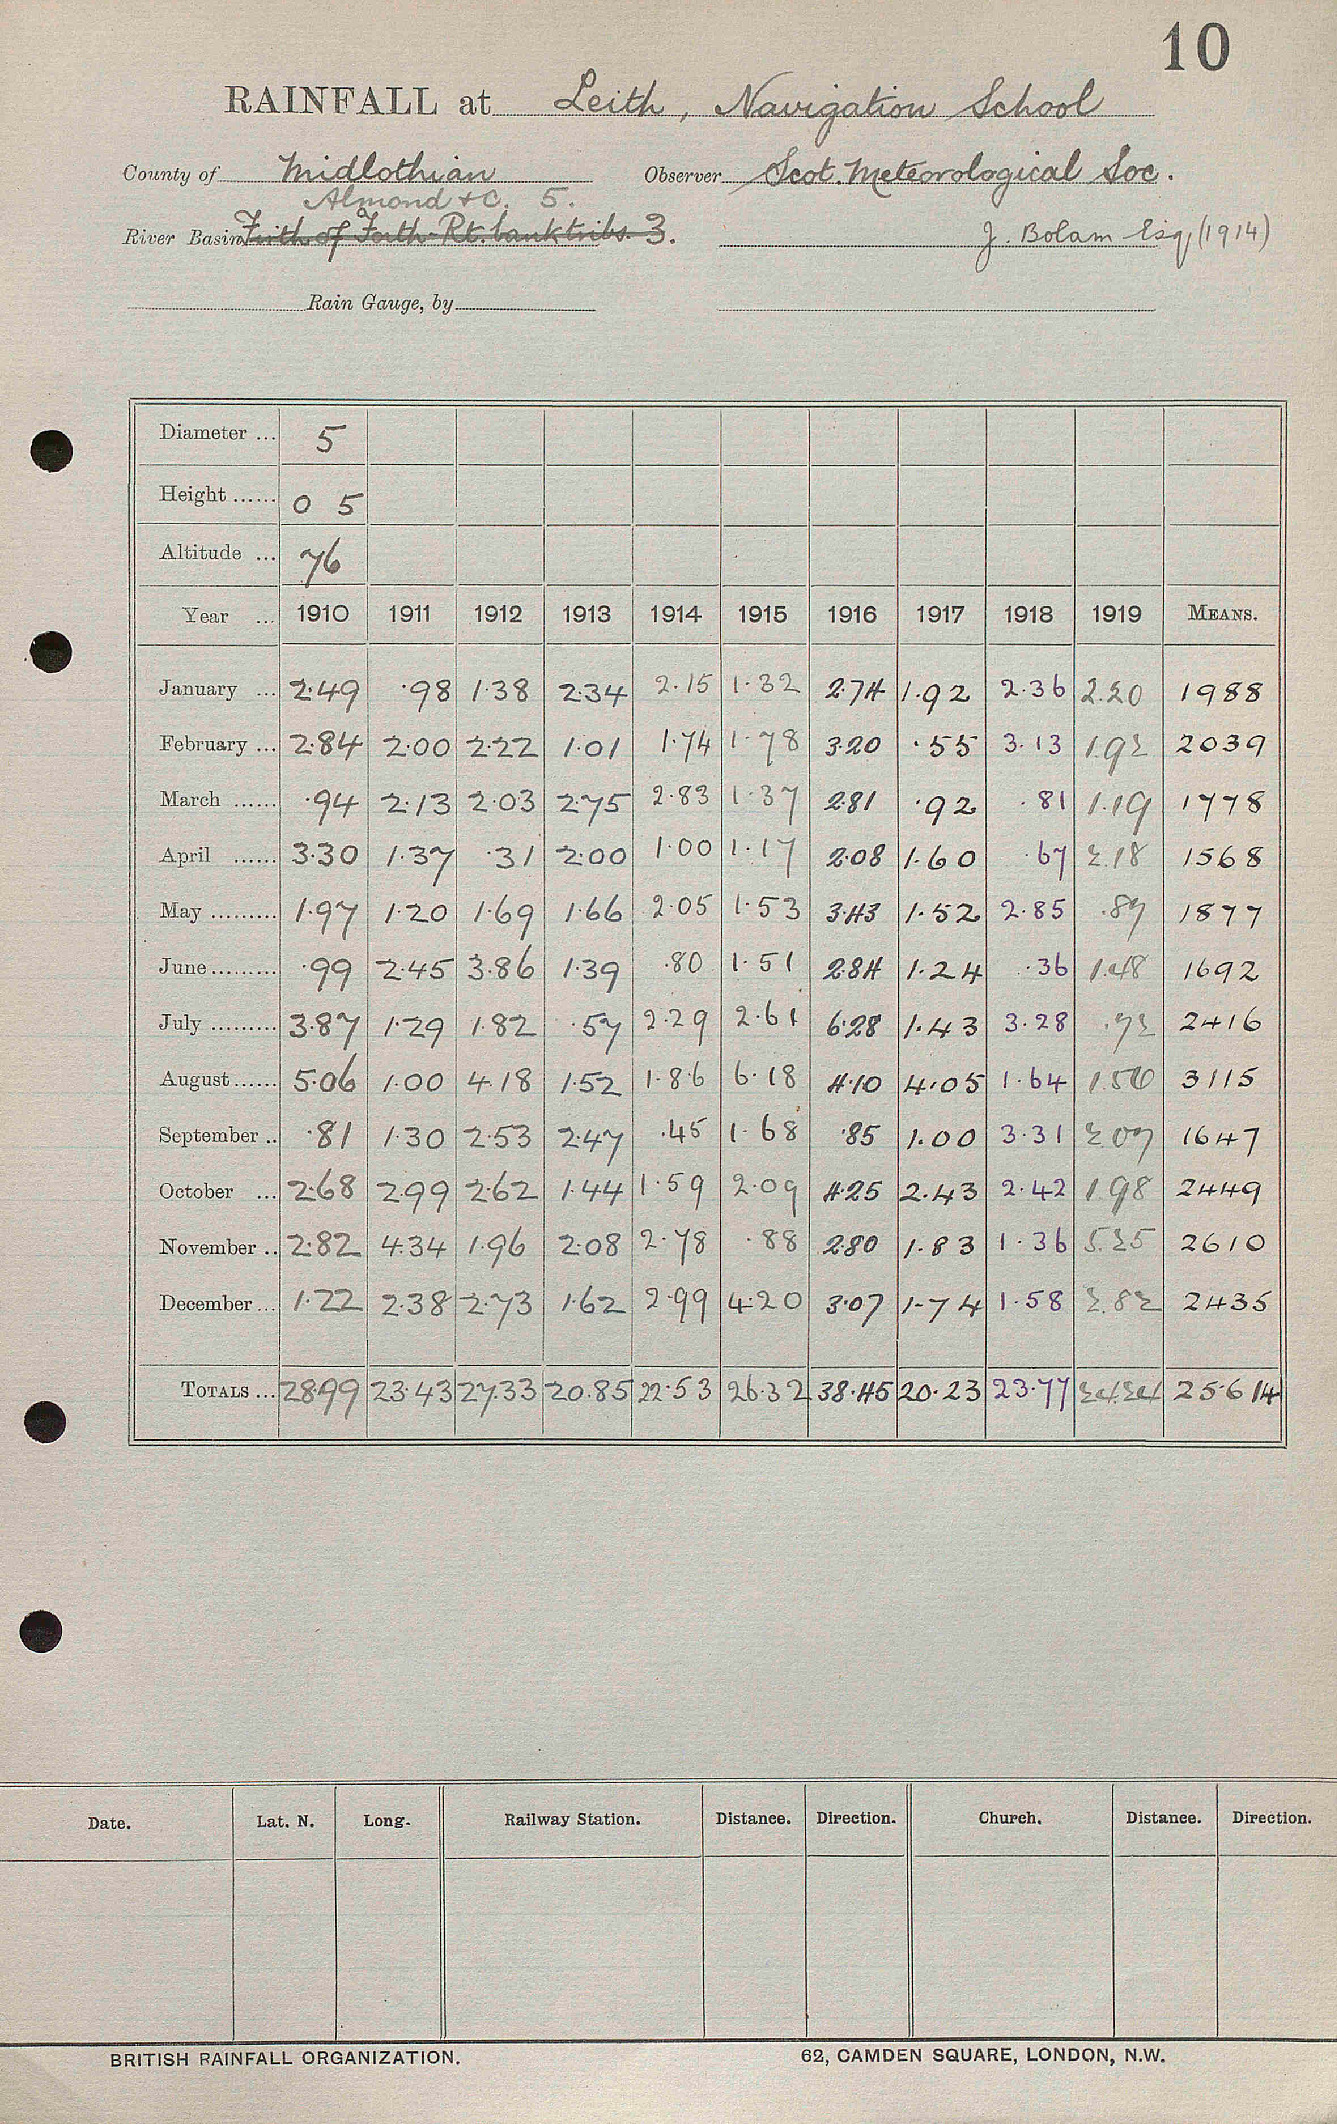 10
RAINFALL at Leith, Navigation School
County of Midlothian Observer Scot. Meteorological Soc.
Almond &c. 5.
River Basin Firth of Forth Rt. bank tribs. 3. J. Bolam Esq, (1914)
Rain Gauge, by
Diameter ... 5
Height ...... 0 5
Altitude ... 76
Year ... 1910 1911 1912 1913 1914 1915 1916 1917 1918 1919 MEANS.
January ... 2.49 .98 1.38 2.34 2.15 1.32 2.74 1.92 2.36 2.20 1988
February ... 2.84 2.00 2.22 1.01 1.74 1.78 3.20 .55 3.13 1.92 2039
March ...... .94 2.13 2.03 2.75 2.83 1.37 2.81 .92 .81 1.19 1778
April ...... 3.30 1.37 .31 2.00 1.00 1.17 2.08 1.60 .67 2.18 1568
May ......... 1.97 1.20 1.69 1.66 2.05 1.53 3.43 1.52 2.85 .87 1877
June ......... .99 2.45 3.86 1.39 .80 1.51 2.84 1.24 .36 1.48 1692
July ......... 3.87 1.29 1.82 .57 2.29 2.61 6.28 1.43 3.28 .72 2416
August ...... 5.06 1.00 4.18 1.52 1.86 6.18 4.10 4.05 1.64 1.56 3115
September .. .81 1.30 2.53 2.47 .45 1.68 .85 1.00 3.31 2.07 1647
October ... 2.68 2.99 2.62 1.44 1.59 2.09 4.25 2.43 2.42 1.98 2449
November .. 2.82 4.34 1.96 2.08 2.78 .88 2.80 1.83 1.36 5.25 2610
December ... 1.22 2.38 2.73 1.62 2.99 4.20 3.07 1.74 1.58 2.82 2435
TOTALS ... 28.99 23.43 27.33 20.85 22.53 26.32 38.45 20.23 23.77 24.24 25614
Date. Lat. N. Long. Railway Station. Distance. Direction. Church. Distance. Direction.
BRITISH RAINFALL ORGANIZATION. 62, CAMDEN SQUARE, LONDON, N.W.